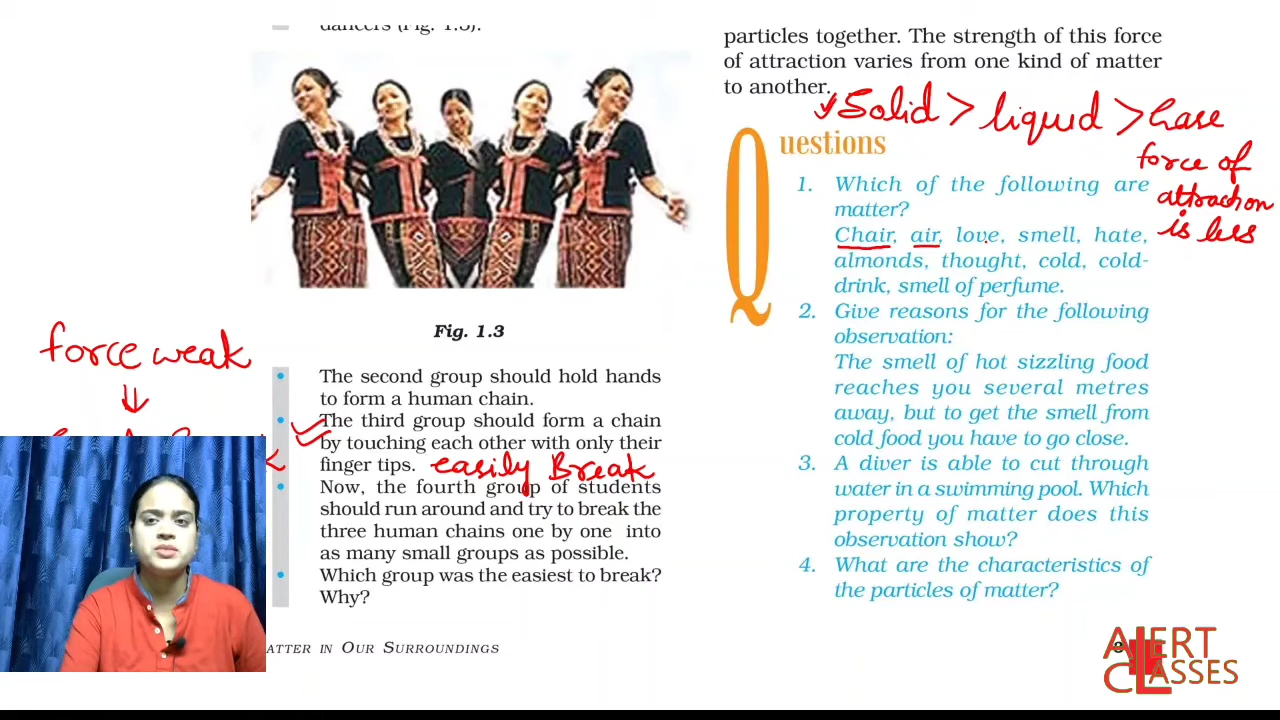 dancers (Fig. 1.3).
Fig. 1.3
force weak
The second group should hold hands
to form a human chain.
The third group should form a chain
by touching each other with only their
finger tips. easily Break
Now, the fourth group of students
should run around and try to break the
three human chains one by one into
as many small groups as possible.
Which group was the easiest to break?
Why?
ATTER IN OUR SURROUNDINGS
particles together. The strength of this force
of attraction varies from one kind of matter
to another.
Solid > liquid >
force of
attraction
is less
Questions
1. Which of the following are
matter?
Chair, air, love, smell, hate,
almonds, thought, cold, cold-
drink, smell of perfume.
2. Give reasons for the following
observation:
The smell of hot sizzling food
reaches you several metres
away, but to get the smell from
cold food you have to go close.
3. A diver is able to cut through
water in a swimming pool. Which
property of matter does this
observation show?
4. What are the characteristics of
the particles of matter?
ALERT
CLASSES